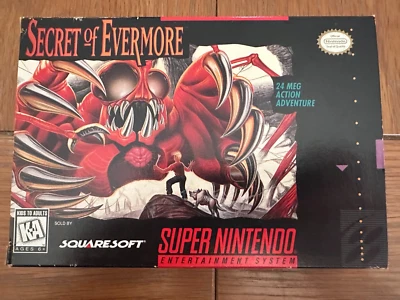 SECRET of EVERMORE
Nintendo
24 MEG
ACTION
ADVENTURE
KIDS TO ADULTS
K-A
AGES 6+
SOLD BY
SQUARESOFT
SUPER NINTENDO
ENTERTAINMENT SYSTEM